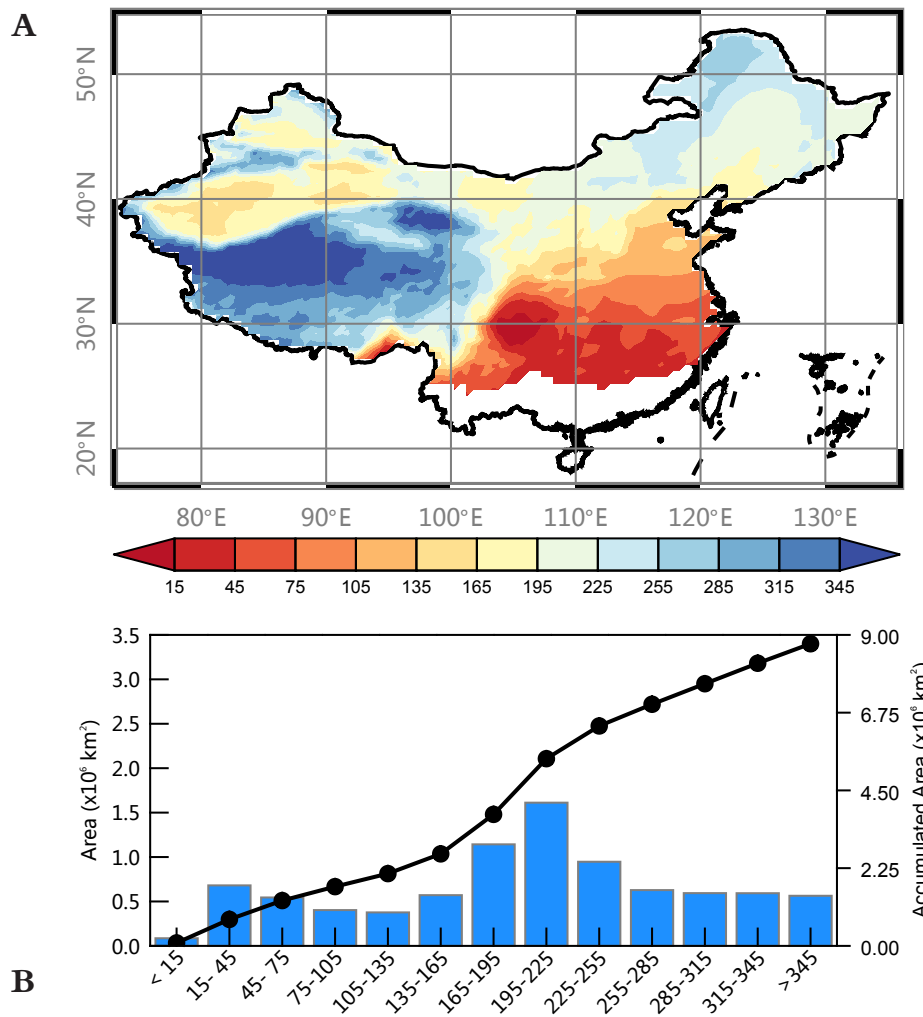 A
50°N
40°N
30°N
20°N
80°E 90°E 100°E 110°E 120°E 130°E
15 45 75 105 135 165 195 225 255 285 315 345
3.5
3.0
2.5
2.0
1.5
1.0
0.5
0.0
Area (x10⁶ km²)
9.00
6.75
4.50
2.25
0.00
Accumulated Area (x10⁶ km²)
< 15 15- 45 45- 75 75-105 105-135 135-165 165-195 195-225 225-255 255-285 285-315 315-345 >345
B